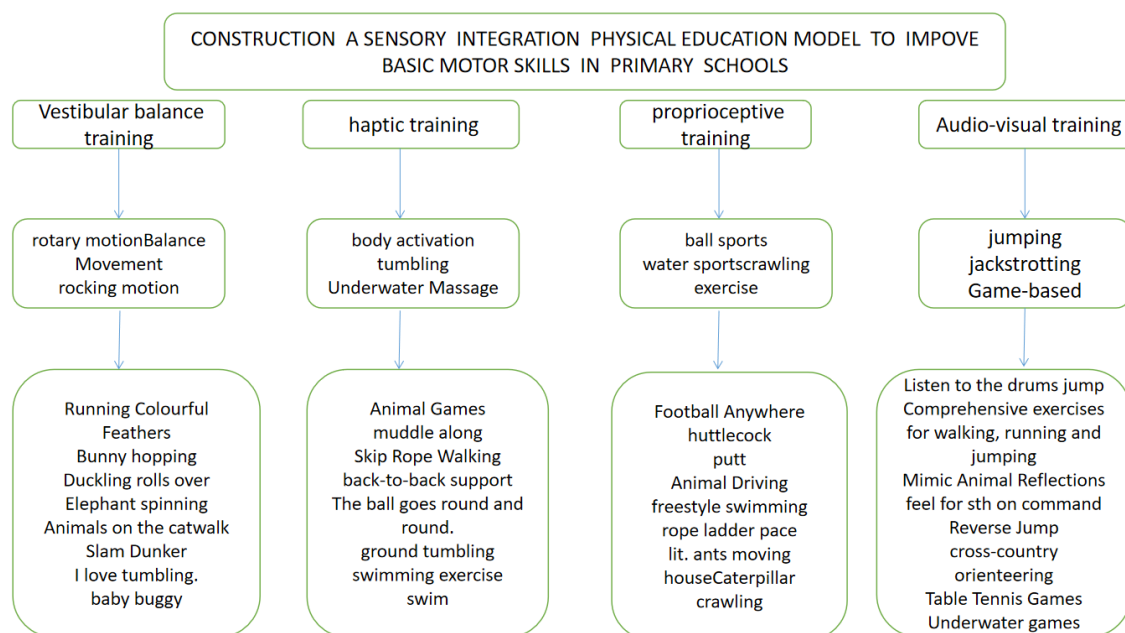 CONSTRUCTION A SENSORY INTEGRATION PHYSICAL EDUCATION MODEL TO IMPOVE
BASIC MOTOR SKILLS IN PRIMARY SCHOOLS
Vestibular balance
training
haptic training
proprioceptive
training
Audio-visual training
rotary motionBalance
Movement
rocking motion
body activation
tumbling
Underwater Massage
ball sports
water sportscrawling
exercise
jumping
jackstrotting
Game-based
Running Colourful
Feathers
Bunny hopping
Duckling rolls over
Elephant spinning
Animals on the catwalk
Slam Dunker
I love tumbling.
baby buggy
Animal Games
muddle along
Skip Rope Walking
back-to-back support
The ball goes round and
round.
ground tumbling
swimming exercise
swim
Football Anywhere
huttlecock
putt
Animal Driving
freestyle swimming
rope ladder pace
lit. ants moving
houseCaterpillar
crawling
Listen to the drums jump
Comprehensive exercises
for walking, running and
jumping
Mimic Animal Reflections
feel for sth on command
Reverse Jump
cross-country
orienteering
Table Tennis Games
Underwater games